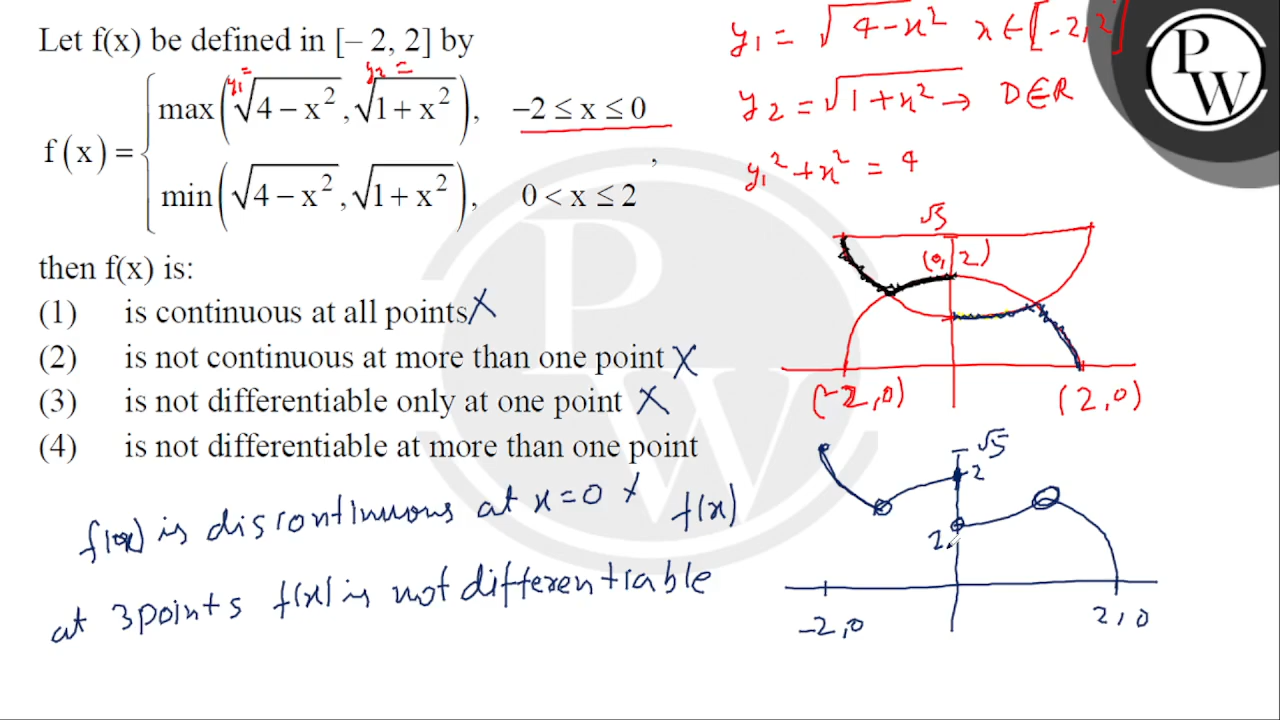 Let f(x) be defined in [– 2, 2] by
y₁ =
y₂ =
f(x) = { max(√(4 – x²), √(1 + x²)), –2 ≤ x ≤ 0
,
min(√(4 – x²), √(1 + x²)), 0 < x ≤ 2
then f(x) is:
(1) is continuous at all points X
(2) is not continuous at more than one point X
(3) is not differentiable only at one point X
(4) is not differentiable at more than one point
f(x) is discontinuous at x=0 X
at 3 points f(x) is not differentiable
y₁ = √(4-x²) x ∈ [-2, 2]
y₂ = √(1+x²) → D ∈ R
y₁² + x² = 4
PW
√5
(0, 2)
(-2, 0)
(2, 0)
f(x)
√5
2
2
-2, 0
2, 0
PW